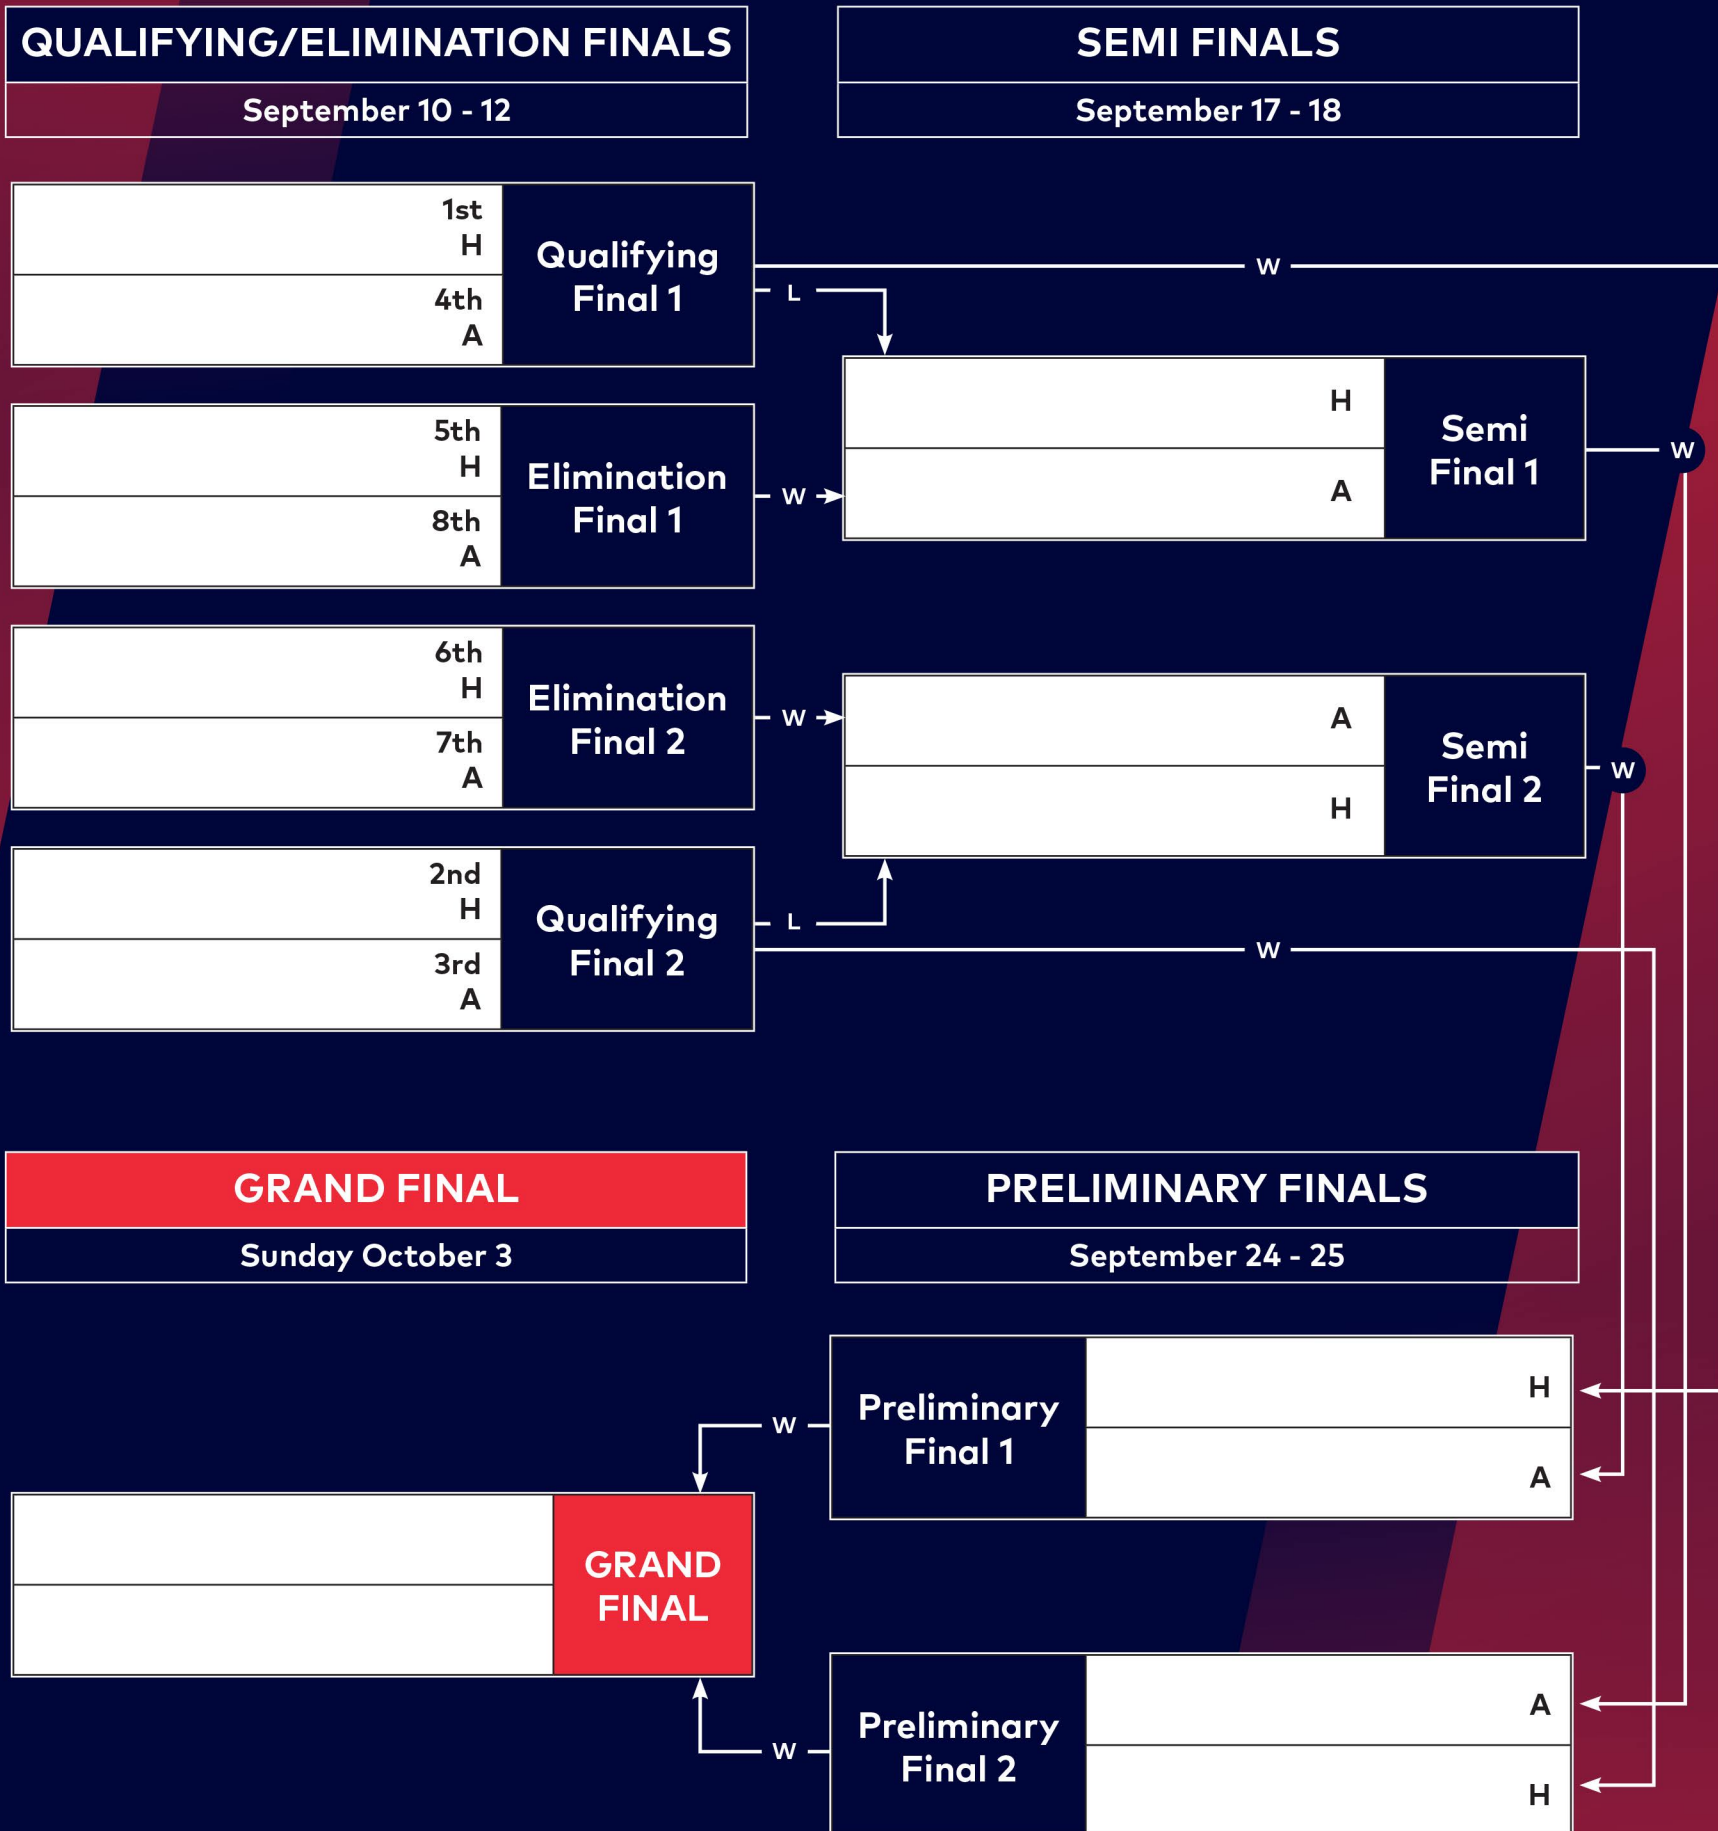 QUALIFYING/ELIMINATION FINALS
September 10 - 12
SEMI FINALS
September 17 - 18
1st
H
4th
A
Qualifying
Final 1
W
L
5th
H
8th
A
Elimination
Final 1
W
H
A
Semi
Final 1
W
6th
H
7th
A
Elimination
Final 2
W
A
H
Semi
Final 2
W
2nd
H
3rd
A
Qualifying
Final 2
L
W
GRAND FINAL
Sunday October 3
PRELIMINARY FINALS
September 24 - 25
Preliminary
Final 1
H
A
W
GRAND
FINAL
W
Preliminary
Final 2
A
H